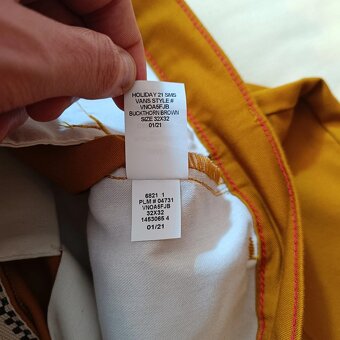 HOLIDAY 21 SMS
VANS STYLE #
VN0A5FJB
BUCKTHORN BROWN
SIZE 32X32
01/21
6821 1
PLM # 04731
VN0A5FJB
32X32
1453065 4
01/21